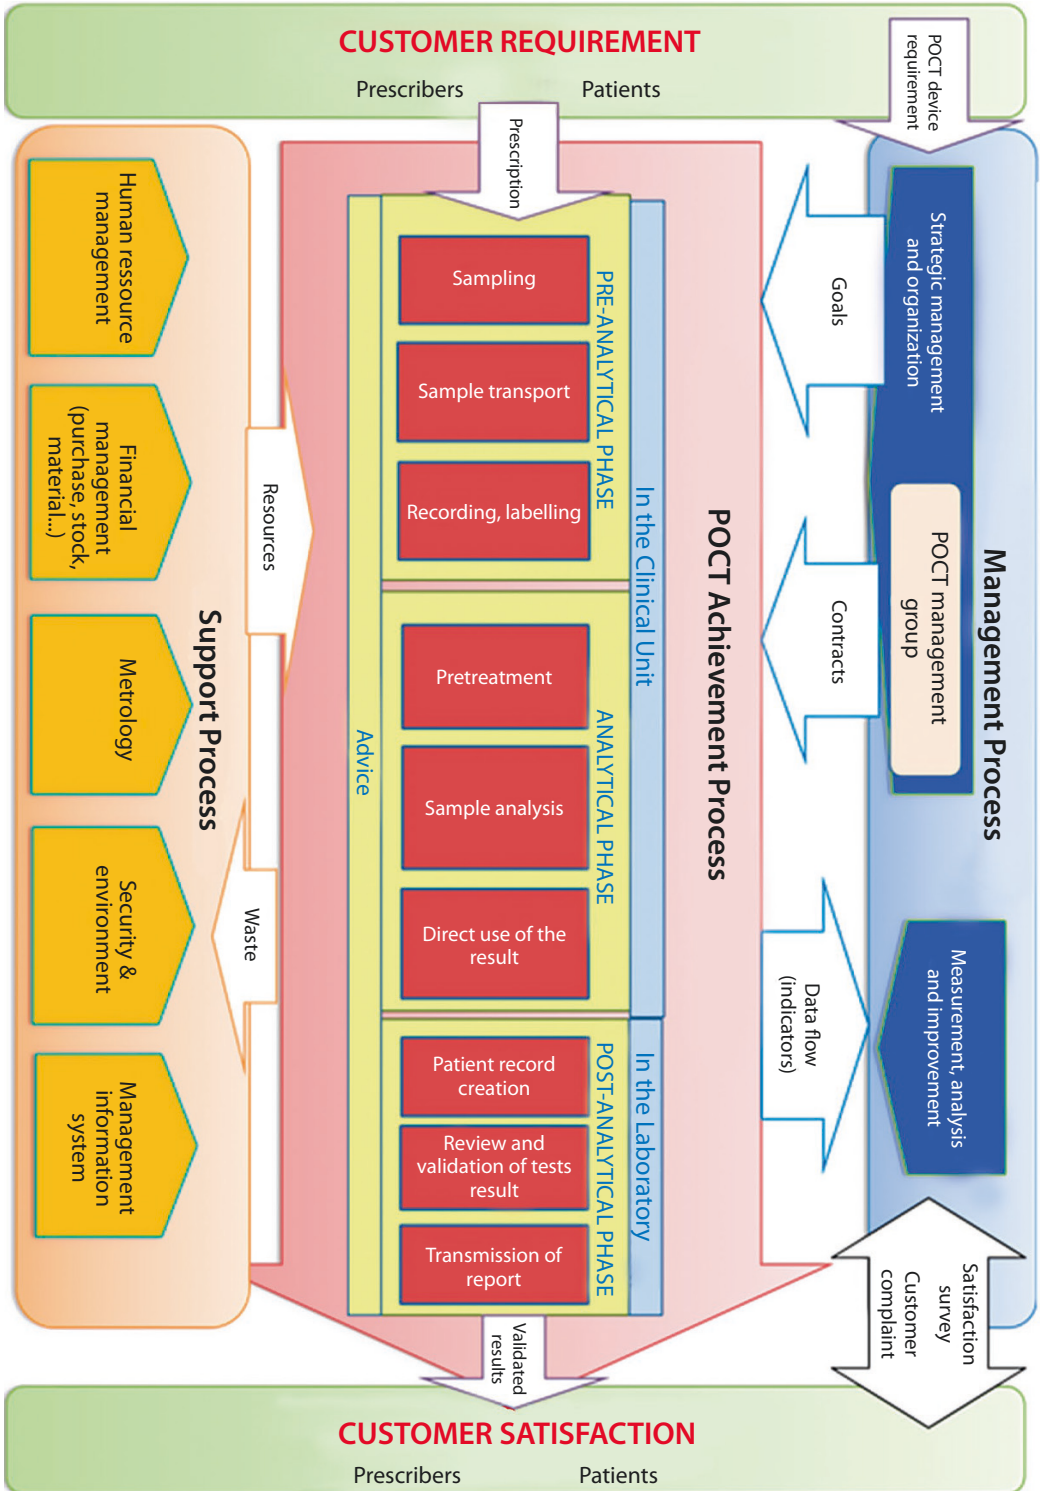 CUSTOMER REQUIREMENT
Prescribers
Patients
POCT device
requirement
Prescription
Management Process
Strategic management
and organization
POCT management
group
Measurement, analysis
and improvement
Goals
Contracts
Data flow
(indicators)
Satisfaction
survey
Customer
complaint
POCT Achievement Process
In the Clinical Unit
In the Laboratory
PRE-ANALYTICAL PHASE
Sampling
Sample transport
Recording, labelling
ANALYTICAL PHASE
Pretreatment
Sample analysis
Direct use of the
result
POST-ANALYTICAL PHASE
Patient record
creation
Review and
validation of tests
result
Transmission of
report
Advice
Validated
results
Resources
Waste
Support Process
Human ressource
management
Financial
management
(purchase, stock,
material...)
Metrology
Security &
environment
Management
information
system
CUSTOMER SATISFACTION
Prescribers
Patients